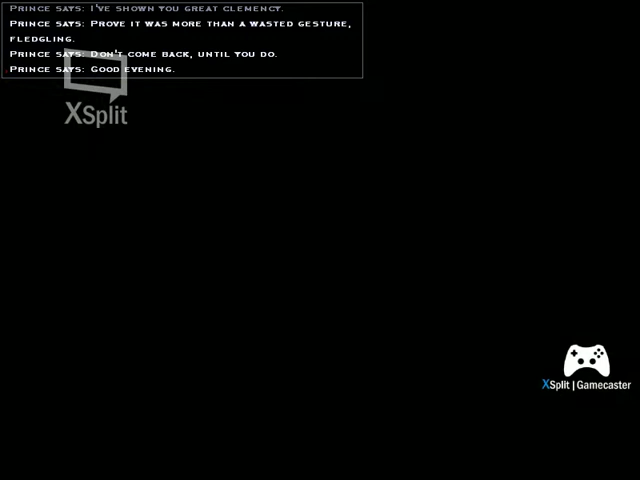 Prince says: I've shown you great clemency.
Prince says: Prove it was more than a wasted gesture,
fledgling.
Prince says: Don't come back, until you do.
Prince says: Good evening.
XSplit
XSplit | Gamecaster